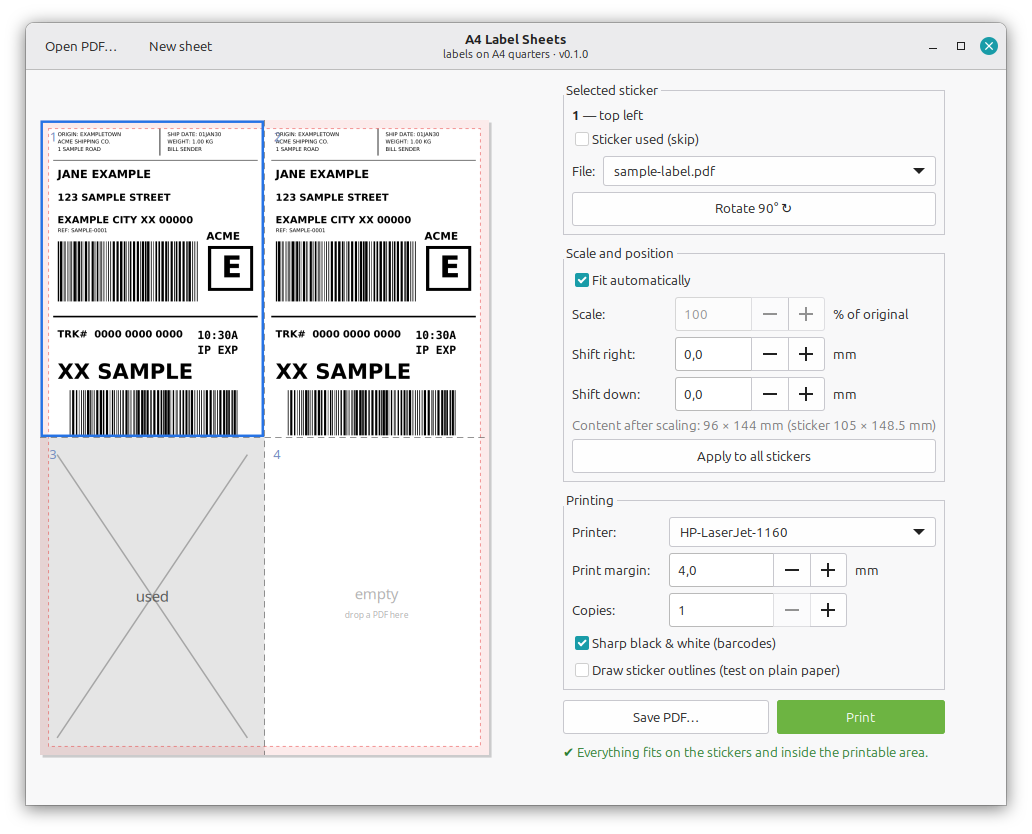 Open PDF…
New sheet
A4 Label Sheets
labels on A4 quarters · v0.1.0
1
ORIGIN: EXAMPLETOWN
ACME SHIPPING CO.
1 SAMPLE ROAD
SHIP DATE: 01JAN30
WEIGHT: 1.00 KG
BILL SENDER
JANE EXAMPLE
123 SAMPLE STREET
EXAMPLE CITY XX 00000
REF: SAMPLE-0001
ACME
E
TRK# 0000 0000 0000
10:30A
IP EXP
XX SAMPLE
2
ORIGIN: EXAMPLETOWN
ACME SHIPPING CO.
1 SAMPLE ROAD
SHIP DATE: 01JAN30
WEIGHT: 1.00 KG
BILL SENDER
JANE EXAMPLE
123 SAMPLE STREET
EXAMPLE CITY XX 00000
REF: SAMPLE-0001
ACME
E
TRK# 0000 0000 0000
10:30A
IP EXP
XX SAMPLE
3
used
4
empty
drop a PDF here
Selected sticker
1 — top left
Sticker used (skip)
File: sample-label.pdf
Rotate 90° ↻
Scale and position
Fit automatically
Scale: 100 % of original
Shift right: 0,0 mm
Shift down: 0,0 mm
Content after scaling: 96 × 144 mm (sticker 105 × 148.5 mm)
Apply to all stickers
Printing
Printer: HP-LaserJet-1160
Print margin: 4,0 mm
Copies: 1
Sharp black & white (barcodes)
Draw sticker outlines (test on plain paper)
Save PDF…
Print
✔ Everything fits on the stickers and inside the printable area.